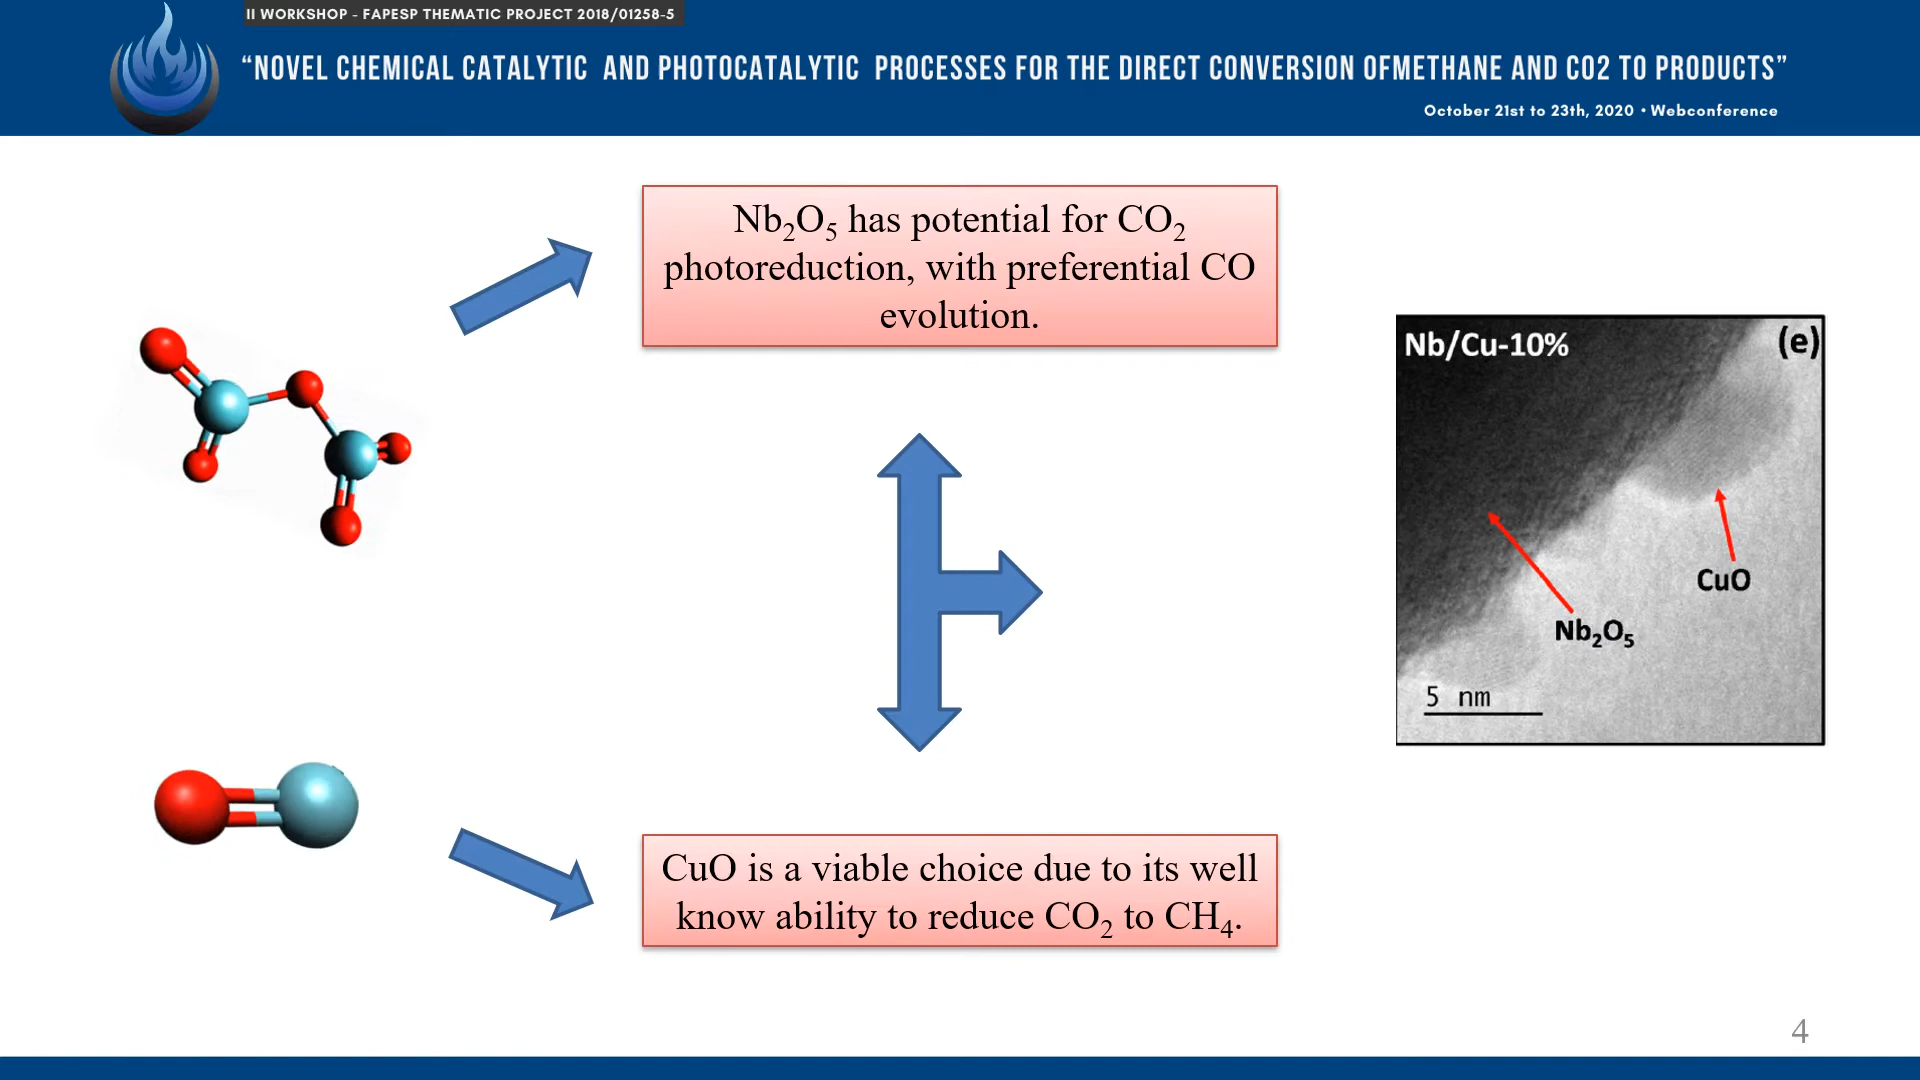 II WORKSHOP - FAPESP THEMATIC PROJECT 2018/01258-5
“NOVEL CHEMICAL CATALYTIC AND PHOTOCATALYTIC PROCESSES FOR THE DIRECT CONVERSION OFMETHANE AND CO2 TO PRODUCTS”
October 21st to 23th, 2020 • Webconference
Nb₂O₅ has potential for CO₂
photoreduction, with preferential CO
evolution.
Nb/Cu-10%
(e)
CuO
Nb₂O₅
5 nm
CuO is a viable choice due to its well
know ability to reduce CO₂ to CH₄.
4